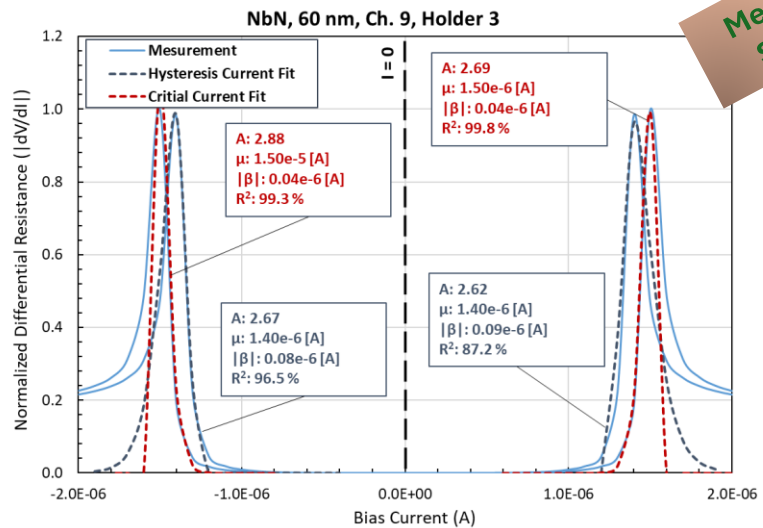 NbN, 60 nm, Ch. 9, Holder 3
Me
1.2
1.0
0.8
0.6
0.4
0.2
0.0
Normalized Differential Resistance (|dV/dI|)
Mesurement
Hysteresis Current Fit
Critial Current Fit
I = 0
A: 2.88
μ: 1.50e-5 [A]
|β|: 0.04e-6 [A]
R²: 99.3 %
A: 2.69
μ: 1.50e-6 [A]
|β|: 0.04e-6 [A]
R²: 99.8 %
A: 2.67
μ: 1.40e-6 [A]
|β|: 0.08e-6 [A]
R²: 96.5 %
A: 2.62
μ: 1.40e-6 [A]
|β|: 0.09e-6 [A]
R²: 87.2 %
-2.0E-06 -1.0E-06 0.0E+00 1.0E-06 2.0E-06
Bias Current (A)